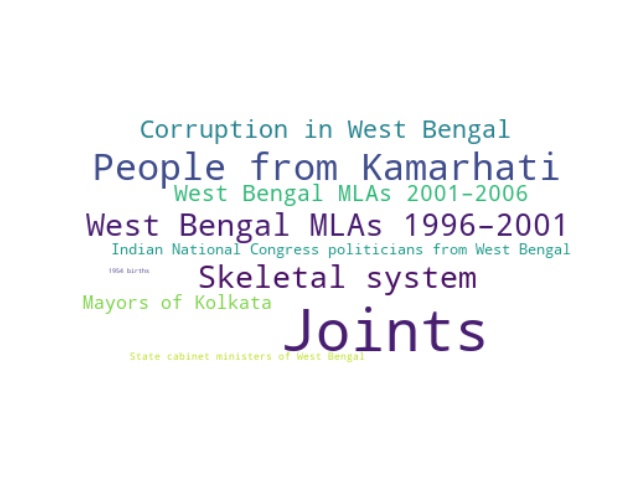 Corruption in West Bengal
People from Kamarhati
West Bengal MLAs 2001–2006
West Bengal MLAs 1996–2001
Indian National Congress politicians from West Bengal
1954 births
Skeletal system
Mayors of Kolkata
Joints
State cabinet ministers of West Bengal